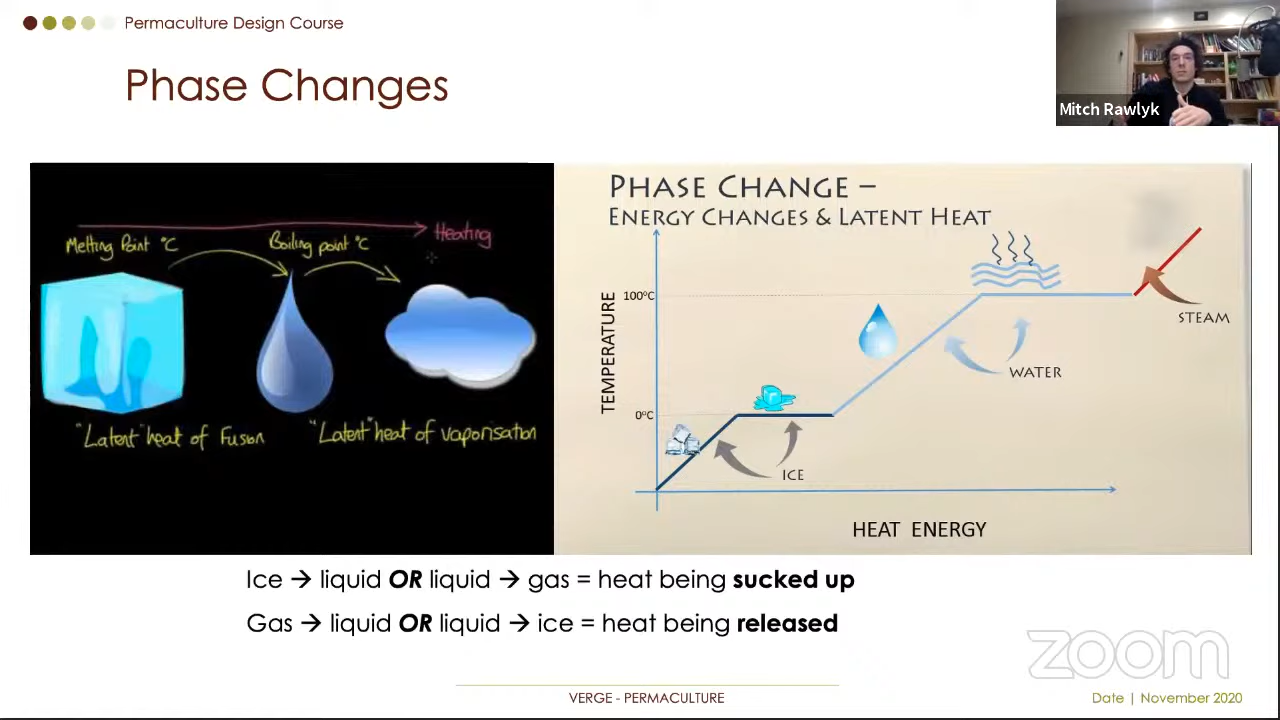 Permaculture Design Course
Phase Changes
Mitch Rawlyk
Heating
Melting Point °C
Boiling point °C
"Latent" heat of Fusion
"Latent" heat of vaporisation
PHASE CHANGE –
ENERGY CHANGES & LATENT HEAT
TEMPERATURE
100°C
0°C
STEAM
WATER
ICE
HEAT ENERGY
Ice → liquid OR liquid → gas = heat being sucked up
Gas → liquid OR liquid → ice = heat being released
zoom
VERGE - PERMACULTURE
Date | November 2020